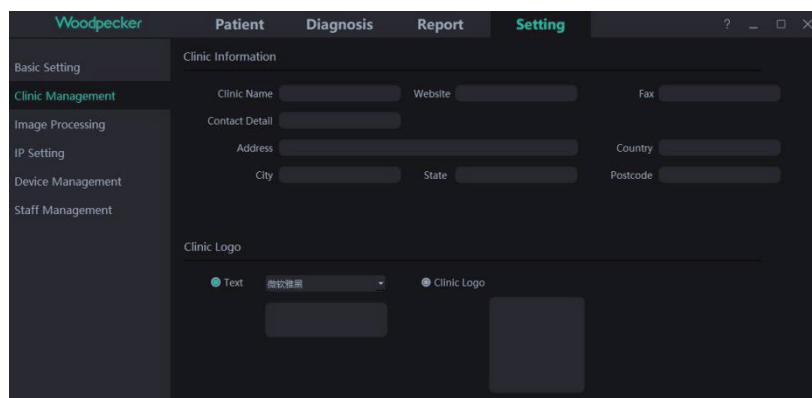 Woodpecker Patient Diagnosis Report Setting ?
Basic Setting
Clinic Management
Image Processing
IP Setting
Device Management
Staff Management
Clinic Information
Clinic Name Website Fax
Contact Detail
Address Country
City State Postcode
Clinic Logo
Text 微软雅黑 Clinic Logo